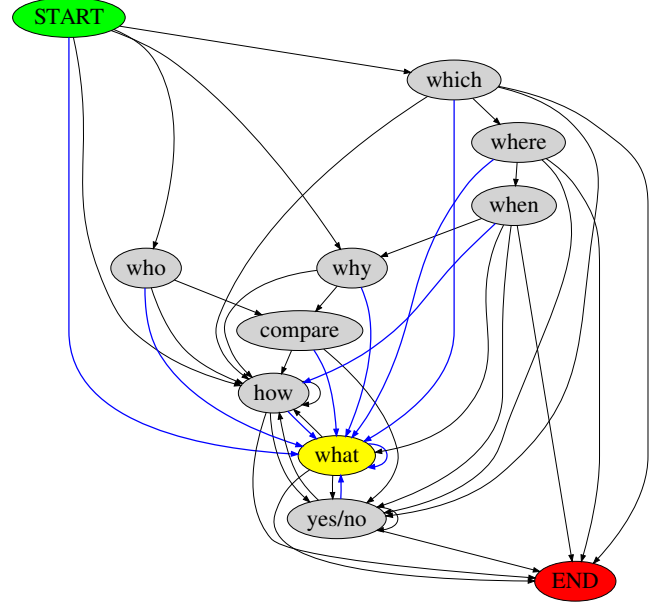 START
which
where
when
who
why
compare
how
what
yes/no
END